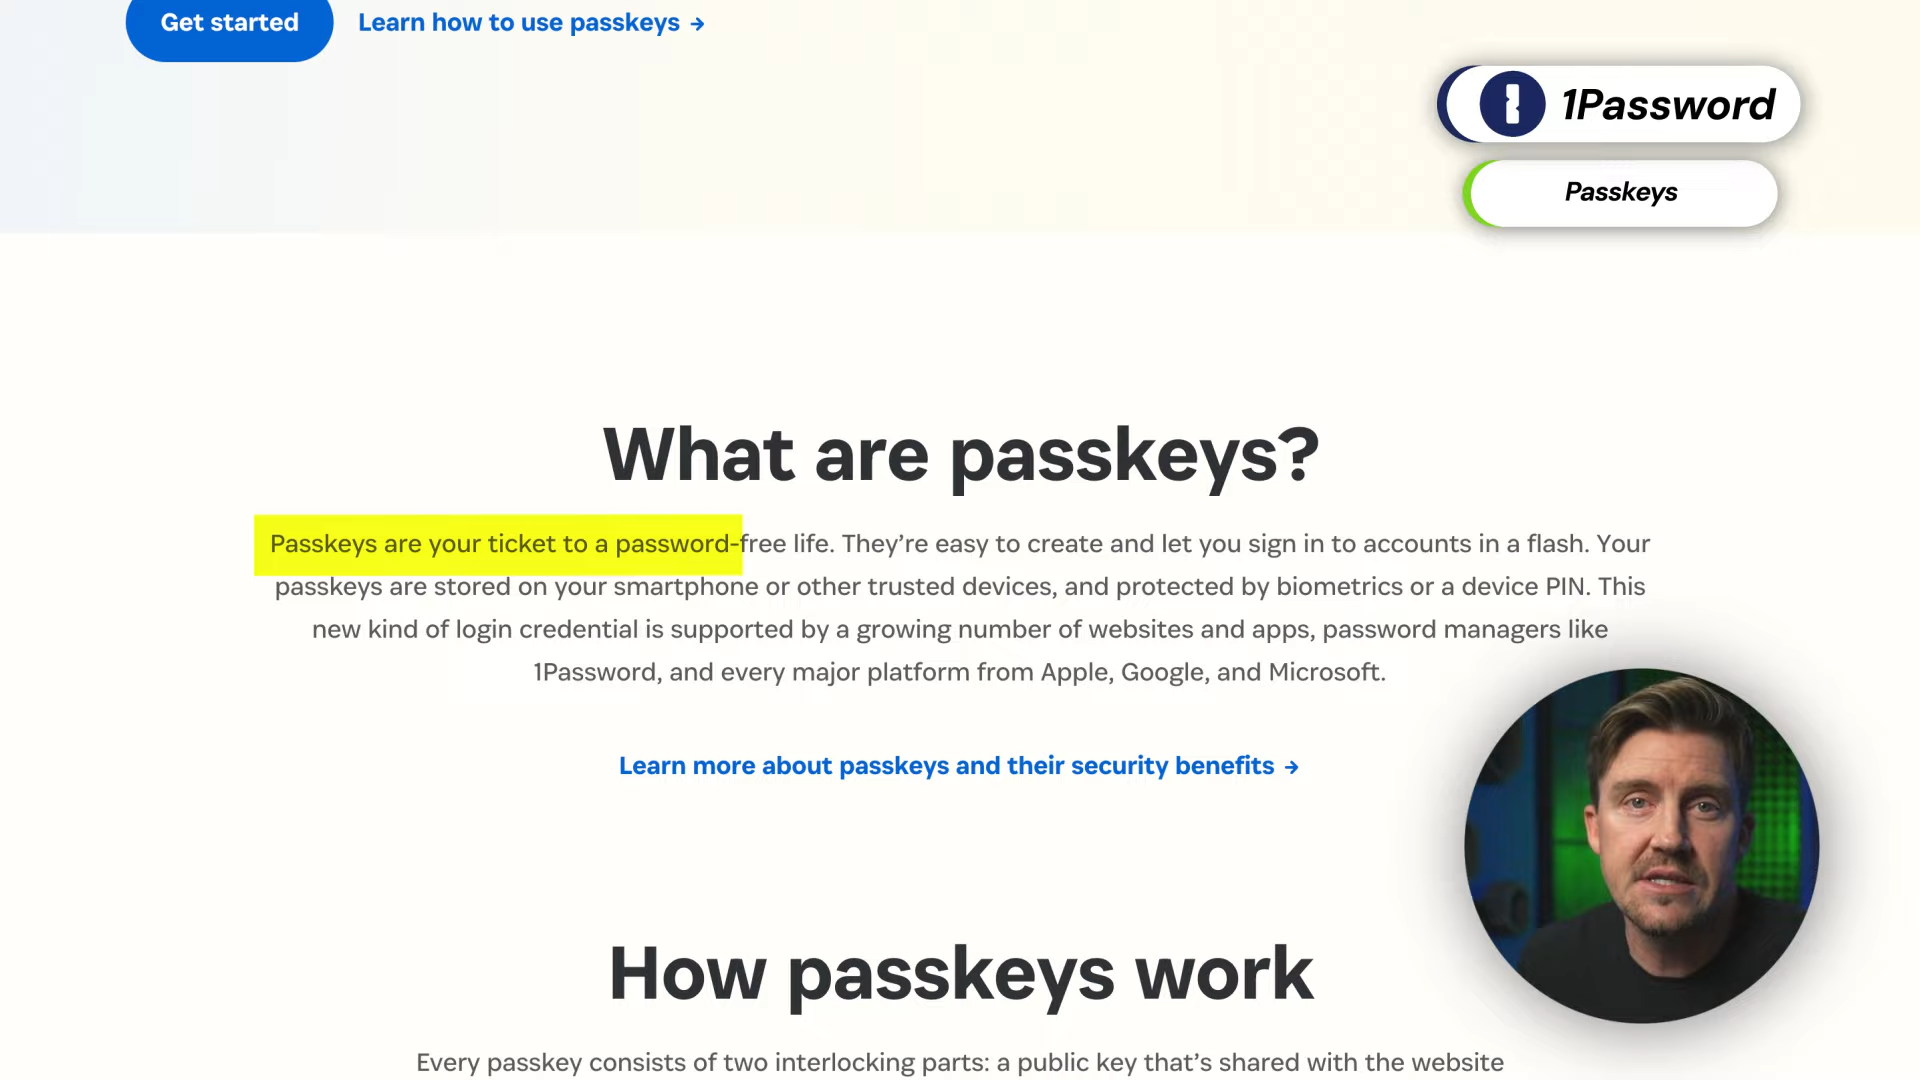 Get started
Learn how to use passkeys →
1Password
Passkeys
What are passkeys?
Passkeys are your ticket to a password-free life. They’re easy to create and let you sign in to accounts in a flash. Your
passkeys are stored on your smartphone or other trusted devices, and protected by biometrics or a device PIN. This
new kind of login credential is supported by a growing number of websites and apps, password managers like
1Password, and every major platform from Apple, Google, and Microsoft.
Learn more about passkeys and their security benefits →
How passkeys work
Every passkey consists of two interlocking parts: a public key that’s shared with the website